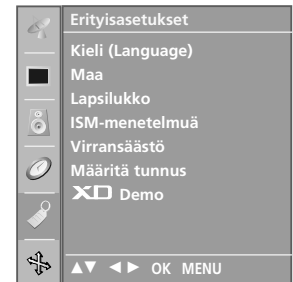 Erityisasetukset
Kieli (Language)
Maa
Lapsilukko
ISM-menetelmuä
Virransäästö
Määritä tunnus
XD Demo
▲▼ ◄► OK MENU